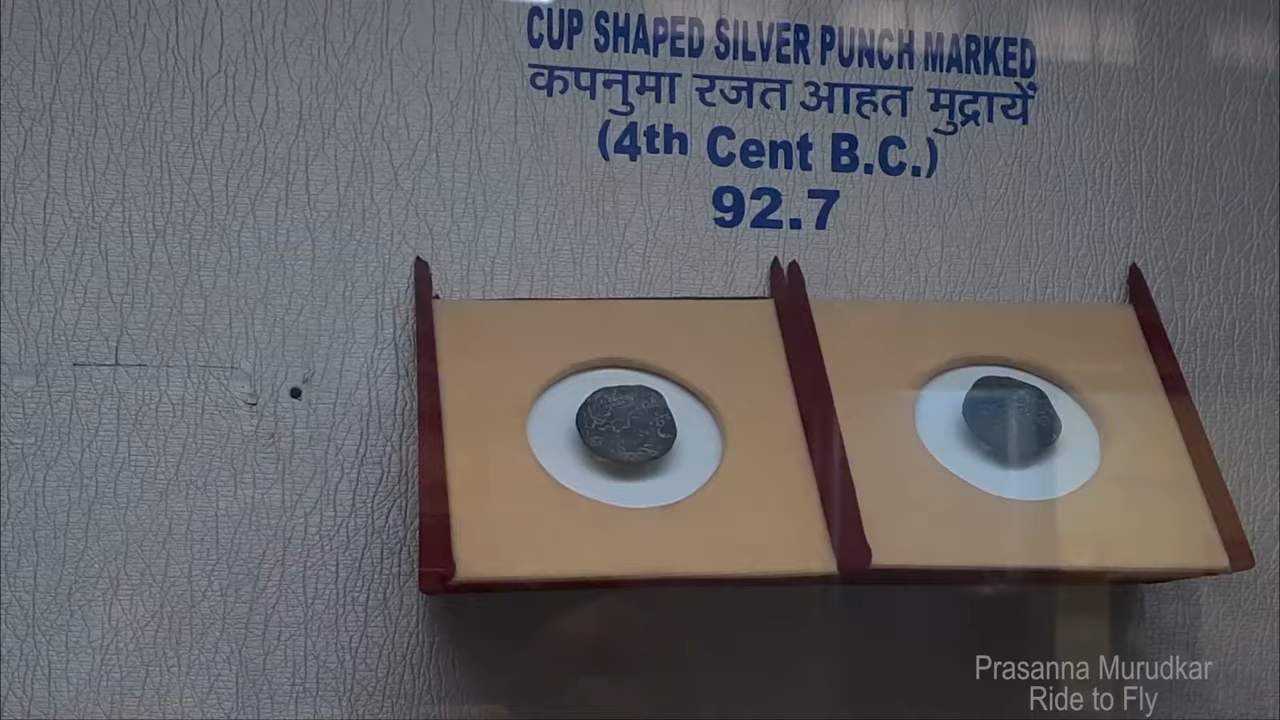 CUP SHAPED SILVER PUNCH MARKED
कपनुमा रजत आहत मुद्रायें
(4th Cent B.C.)
92.7
Prasanna Murudkar
Ride to Fly